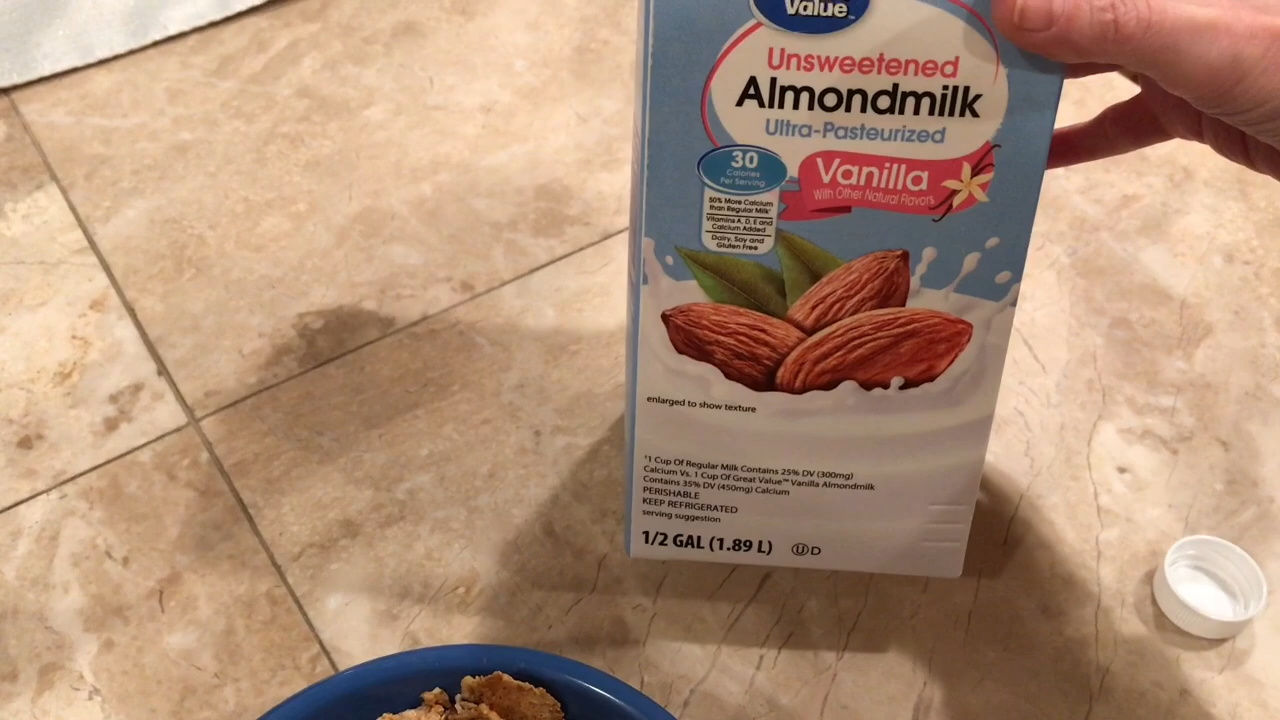 Value™
Unsweetened
Almondmilk
Ultra-Pasteurized
30
Calories
Per Serving
Vanilla
With Other Natural Flavors
50% More Calcium
than Regular Milk†
Vitamins A, D, E and
Calcium Added
Dairy, Soy and
Gluten Free
enlarged to show texture
†1 Cup Of Regular Milk Contains 25% DV (300mg)
Calcium Vs. 1 Cup Of Great Value™ Vanilla Almondmilk
Contains 35% DV (450mg) Calcium
PERISHABLE
KEEP REFRIGERATED
serving suggestion
1/2 GAL (1.89 L) Ⓤ D